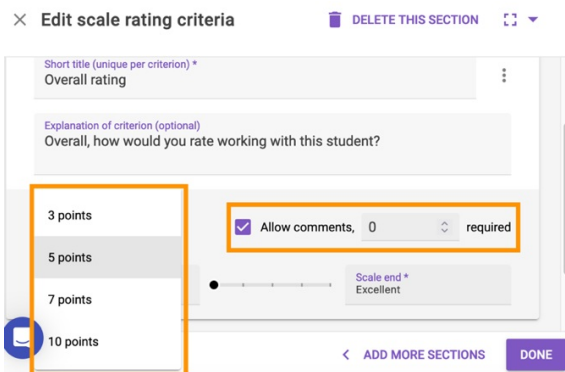 Edit scale rating criteria
DELETE THIS SECTION
Short title (unique per criterion) *
Overall rating
Explanation of criterion (optional)
Overall, how would you rate working with this student?
3 points
5 points
7 points
10 points
Allow comments, 0 required
Scale end *
Excellent
ADD MORE SECTIONS
DONE